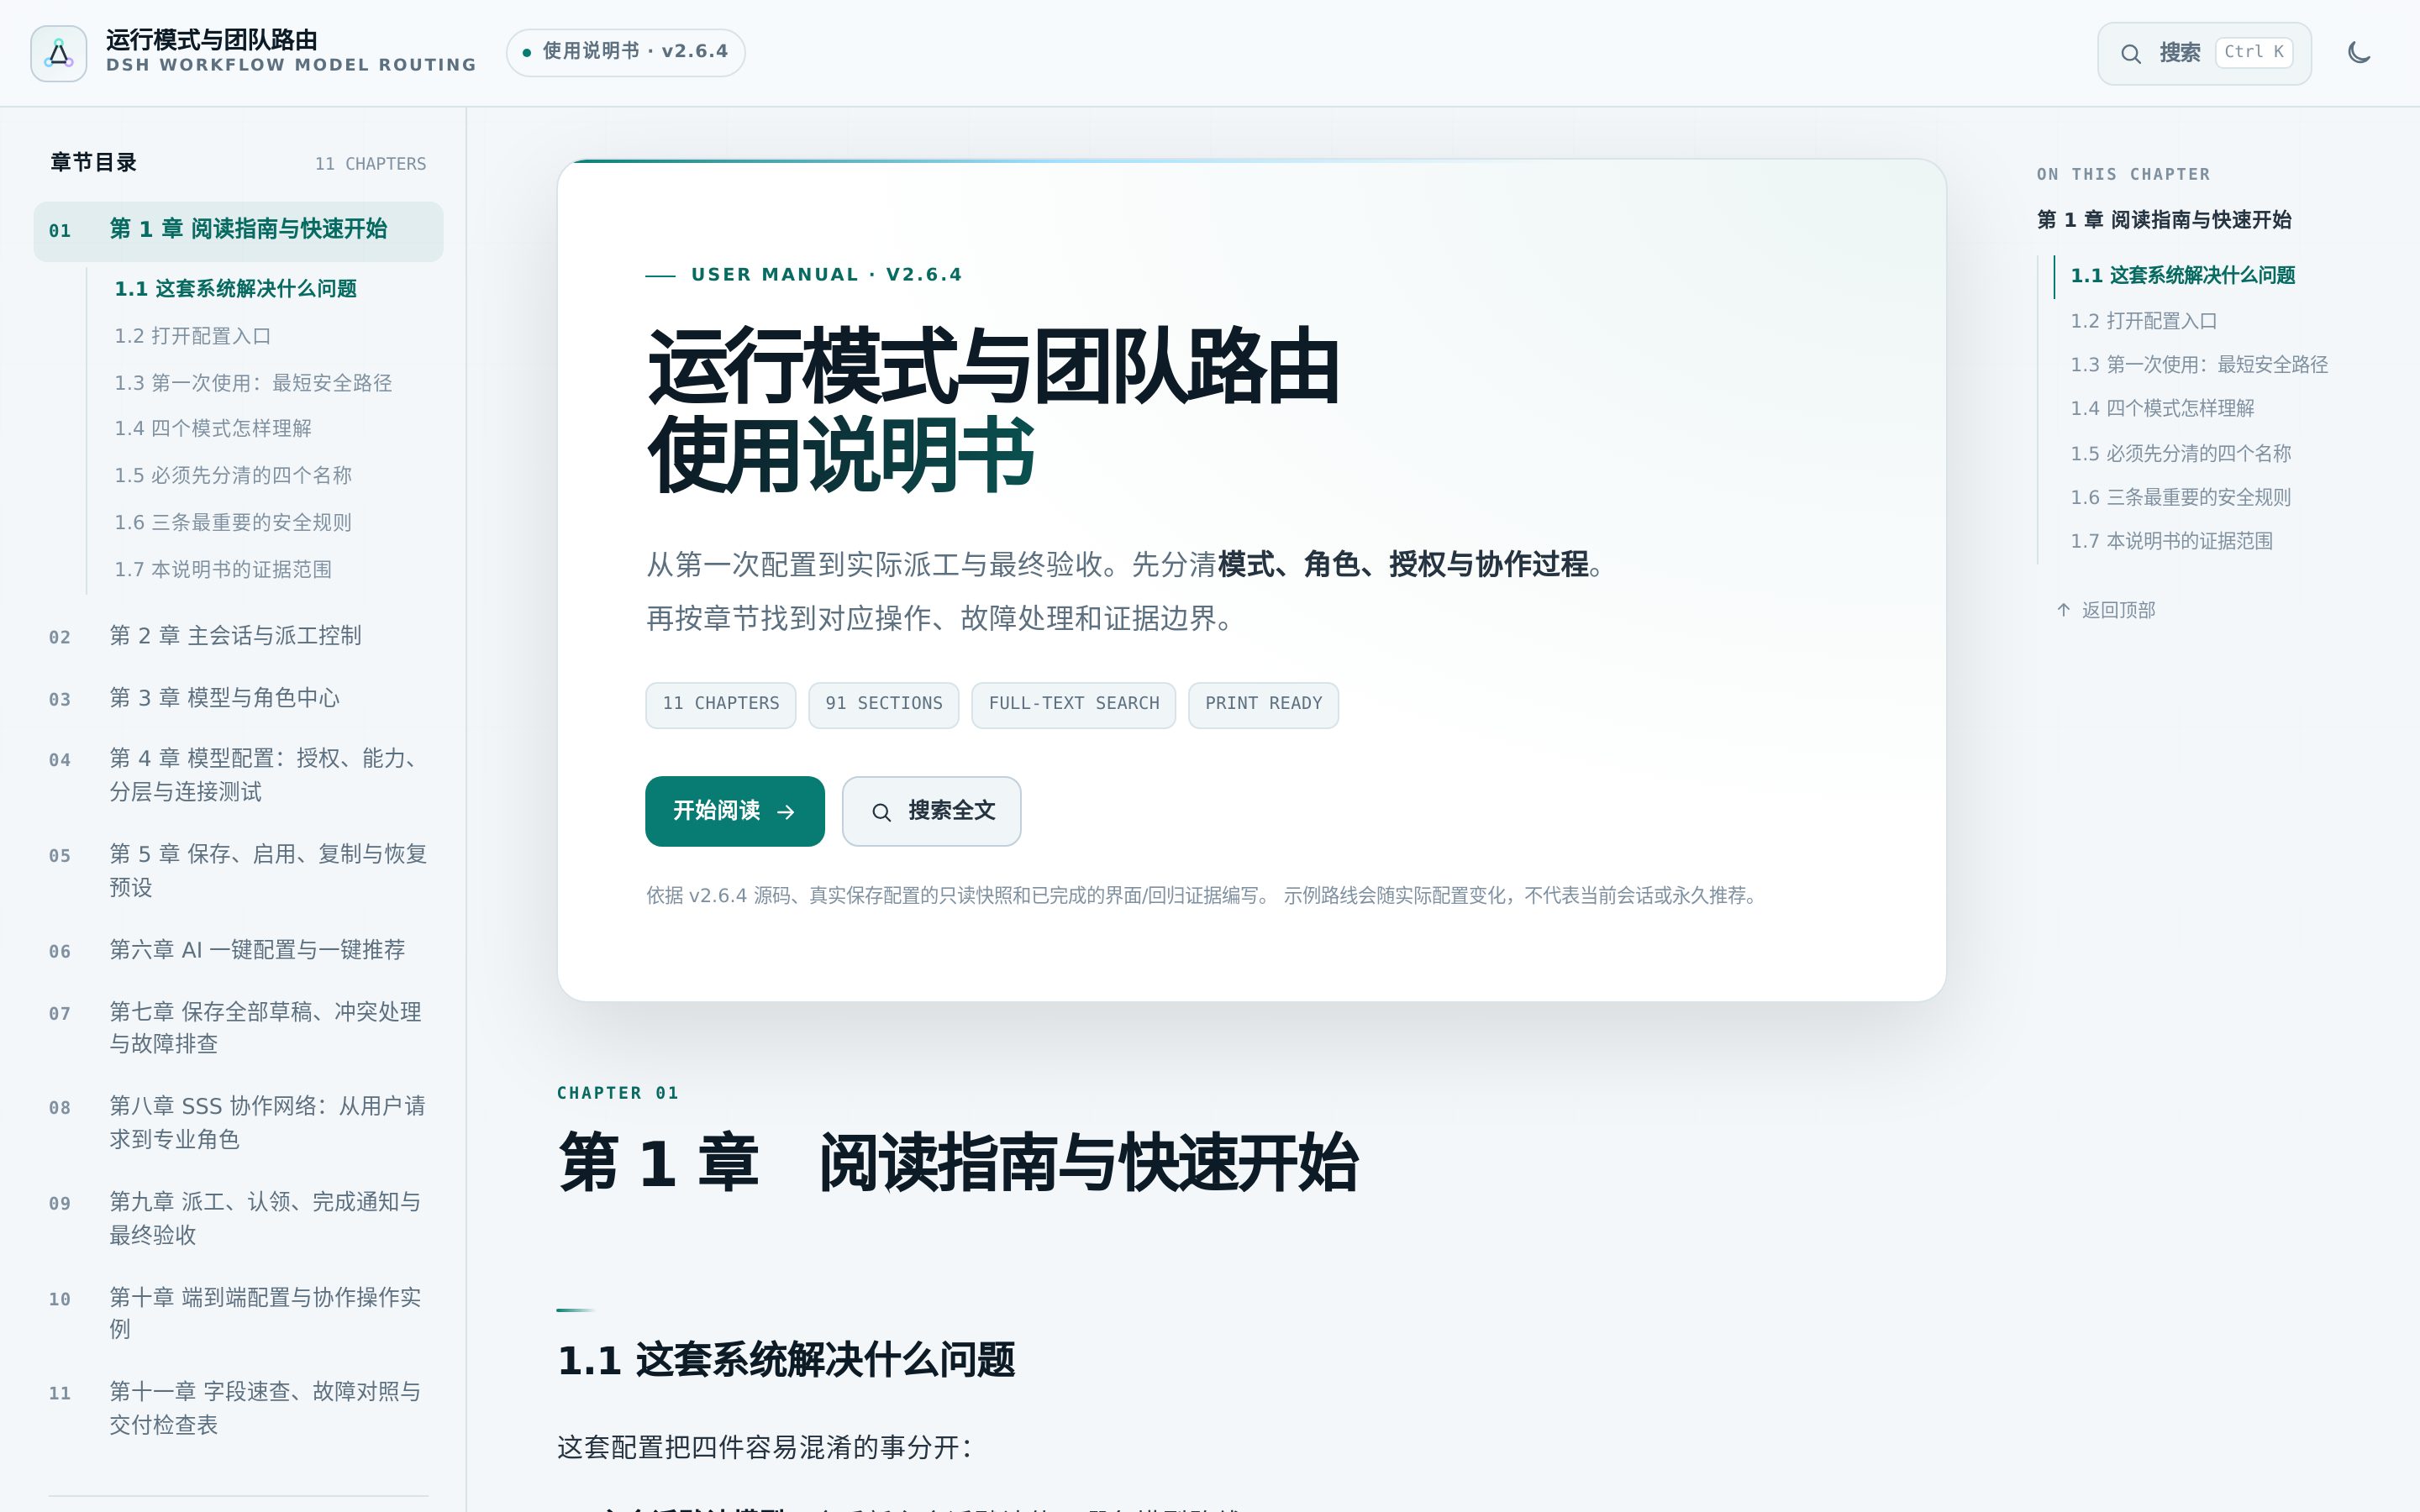 运行模式与团队路由
DSH WORKFLOW MODEL ROUTING
使用说明书 · v2.6.4
搜索 Ctrl K
章节目录
11 CHAPTERS
01 第 1 章 阅读指南与快速开始
1.1 这套系统解决什么问题
1.2 打开配置入口
1.3 第一次使用：最短安全路径
1.4 四个模式怎样理解
1.5 必须先分清的四个名称
1.6 三条最重要的安全规则
1.7 本说明书的证据范围
02 第 2 章 主会话与派工控制
03 第 3 章 模型与角色中心
04 第 4 章 模型配置：授权、能力、
分层与连接测试
05 第 5 章 保存、启用、复制与恢复
预设
06 第六章 AI 一键配置与一键推荐
07 第七章 保存全部草稿、冲突处理
与故障排查
08 第八章 SSS 协作网络：从用户请
求到专业角色
09 第九章 派工、认领、完成通知与
最终验收
10 第十章 端到端配置与协作操作实
例
11 第十一章 字段速查、故障对照与
交付检查表
USER MANUAL · V2.6.4
运行模式与团队路由
使用说明书
从第一次配置到实际派工与最终验收。先分清模式、角色、授权与协作过程。
再按章节找到对应操作、故障处理和证据边界。
11 CHAPTERS
91 SECTIONS
FULL-TEXT SEARCH
PRINT READY
开始阅读 →
搜索全文
依据 v2.6.4 源码、真实保存配置的只读快照和已完成的界面/回归证据编写。 示例路线会随实际配置变化，不代表当前会话或永久推荐。
CHAPTER 01
第 1 章　阅读指南与快速开始
1.1 这套系统解决什么问题
这套配置把四件容易混淆的事分开：
ON THIS CHAPTER
第 1 章 阅读指南与快速开始
1.1 这套系统解决什么问题
1.2 打开配置入口
1.3 第一次使用：最短安全路径
1.4 四个模式怎样理解
1.5 必须先分清的四个名称
1.6 三条最重要的安全规则
1.7 本说明书的证据范围
↑ 返回顶部